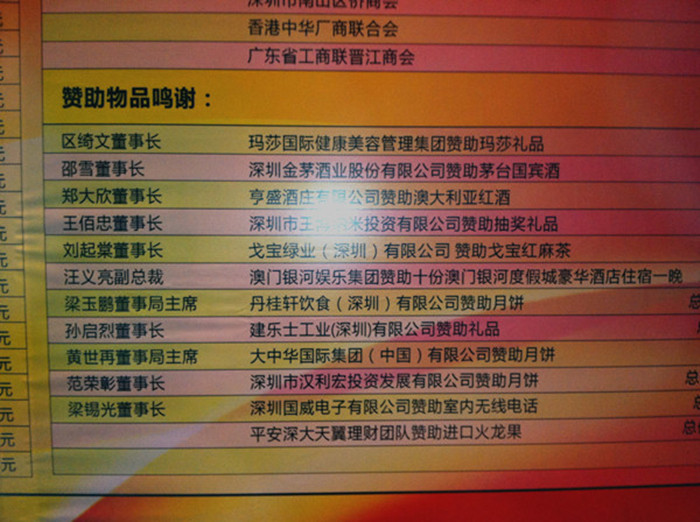 深圳市南山区侨商会
香港中华厂商联合会
广东省工商联晋江商会
赞助物品鸣谢：
区绮文董事长 玛莎国际健康美容管理集团赞助玛莎礼品
邵雪董事长 深圳金茅酒业股份有限公司赞助茅台国宾酒
郑大欣董事长 亨盛酒庄有限公司赞助澳大利亚红酒
王佰忠董事长 深圳市王 米投资有限公司赞助抽奖礼品
刘起棠董事长 戈宝绿业（深圳）有限公司 赞助戈宝红麻茶
汪义亮副总裁 澳门银河娱乐集团赞助十份澳门银河度假城豪华酒店住宿一晚
梁玉鹏董事局主席 丹桂轩饮食（深圳）有限公司赞助月饼
孙启烈董事长 建乐士工业(深圳)有限公司赞助礼品
黄世再董事局主席 大中华国际集团（中国）有限公司赞助月饼
范荣彰董事长 深圳市汉利宏投资发展有限公司赞助月饼 总
梁锡光董事长 深圳国威电子有限公司赞助室内无线电话
平安深大天翼理财团队赞助进口火龙果 总